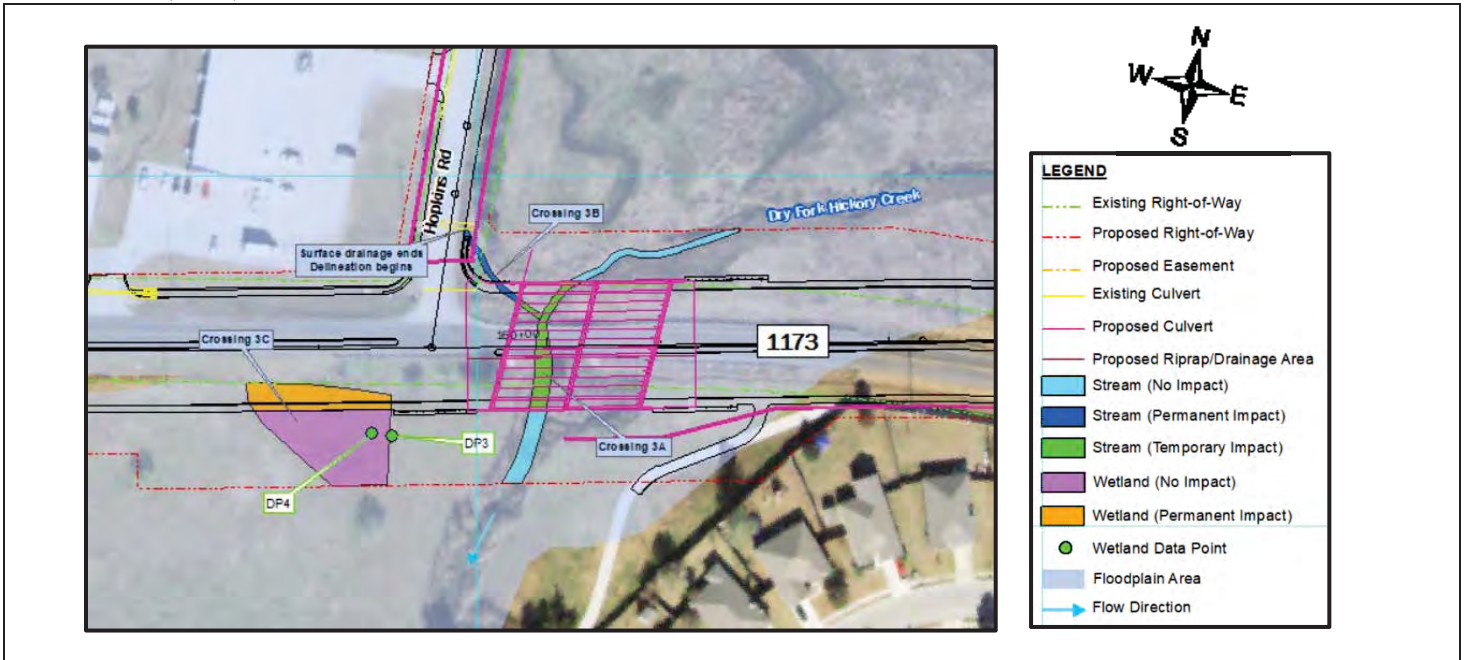 N
W
E
S
Hopkins Rd
Crossing 3B
Dry Fork Hickory Creek
Surface drainage ends
Delineation begins
Crossing 3C
1173
Crossing 3A
DP3
DP4
LEGEND
Existing Right-of-Way
Proposed Right-of-Way
Proposed Easement
Existing Culvert
Proposed Culvert
Proposed Riprap/Drainage Area
Stream (No Impact)
Stream (Permanent Impact)
Stream (Temporary Impact)
Wetland (No Impact)
Wetland (Permanent Impact)
Wetland Data Point
Floodplain Area
Flow Direction